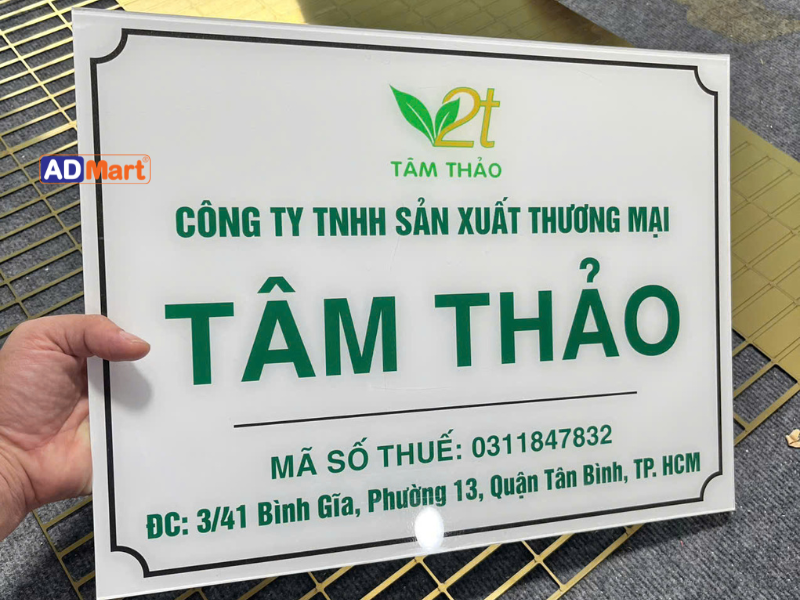 2t
TÂM THẢO
ADMart®
CÔNG TY TNHH SẢN XUẤT THƯƠNG MẠI
TÂM THẢO
MÃ SỐ THUẾ: 0311847832
ĐC: 3/41 Bình Gĩa, Phường 13, Quận Tân Bình, TP. HCM